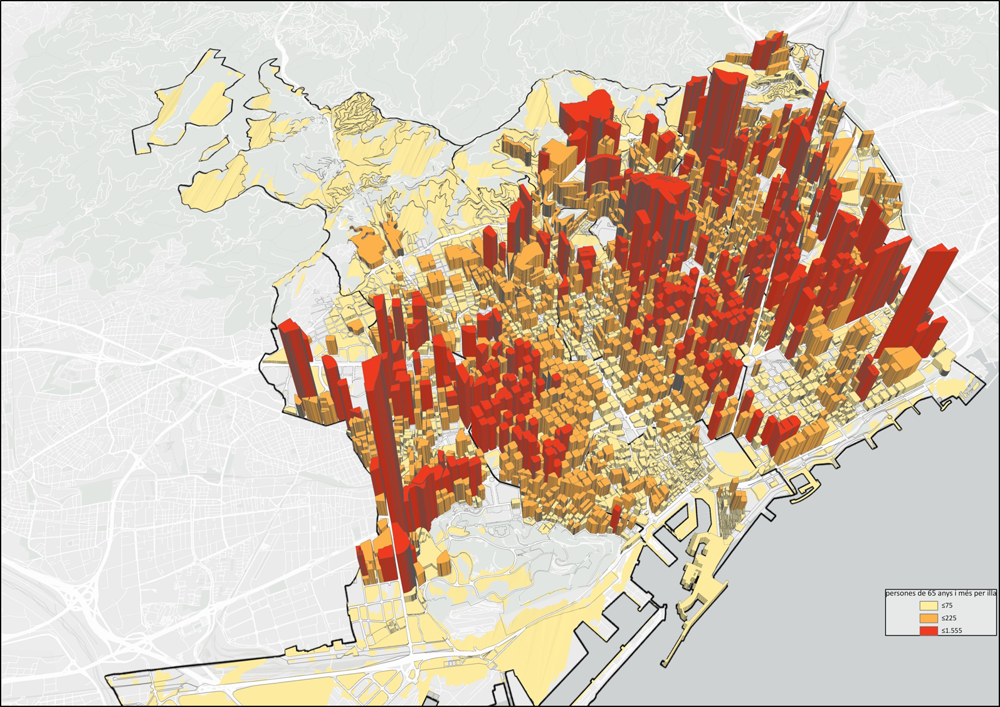 persones de 65 anys i més per illa
≤75
≤225
≤1.555